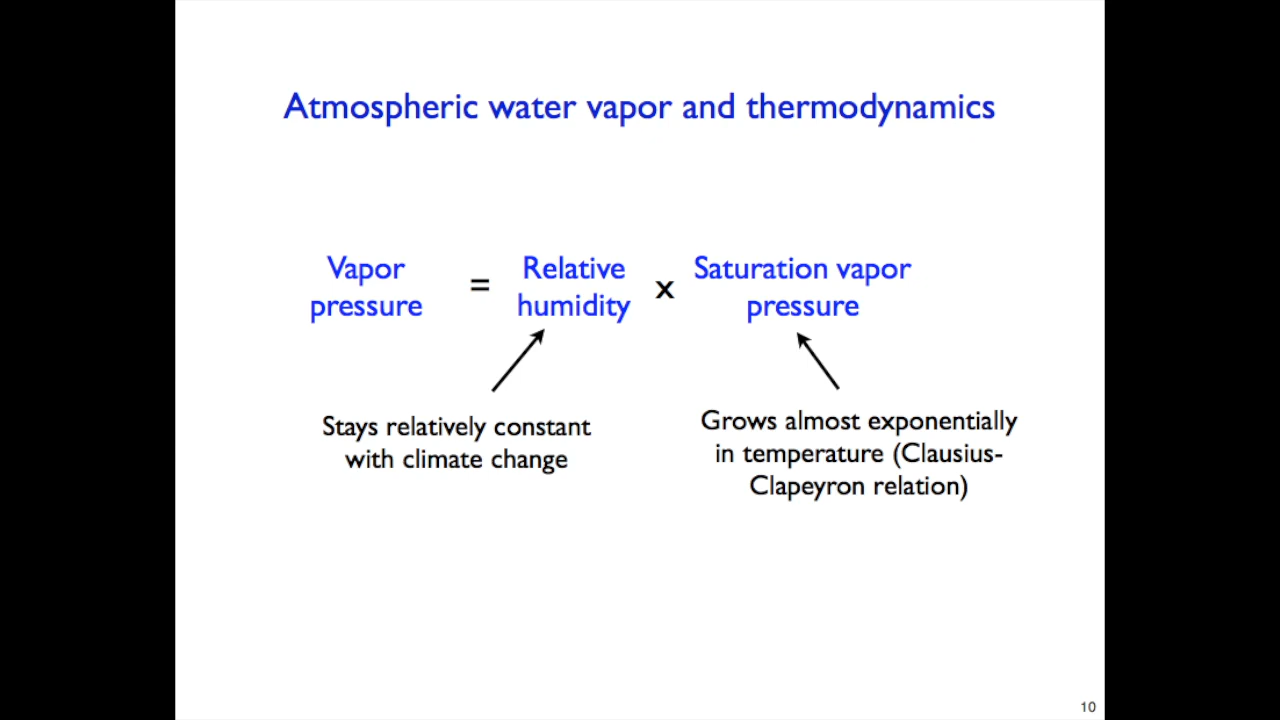 Atmospheric water vapor and thermodynamics
Vapor
pressure
=
Relative
humidity
x
Saturation vapor
pressure
Stays relatively constant
with climate change
Grows almost exponentially
in temperature (Clausius-
Clapeyron relation)
10